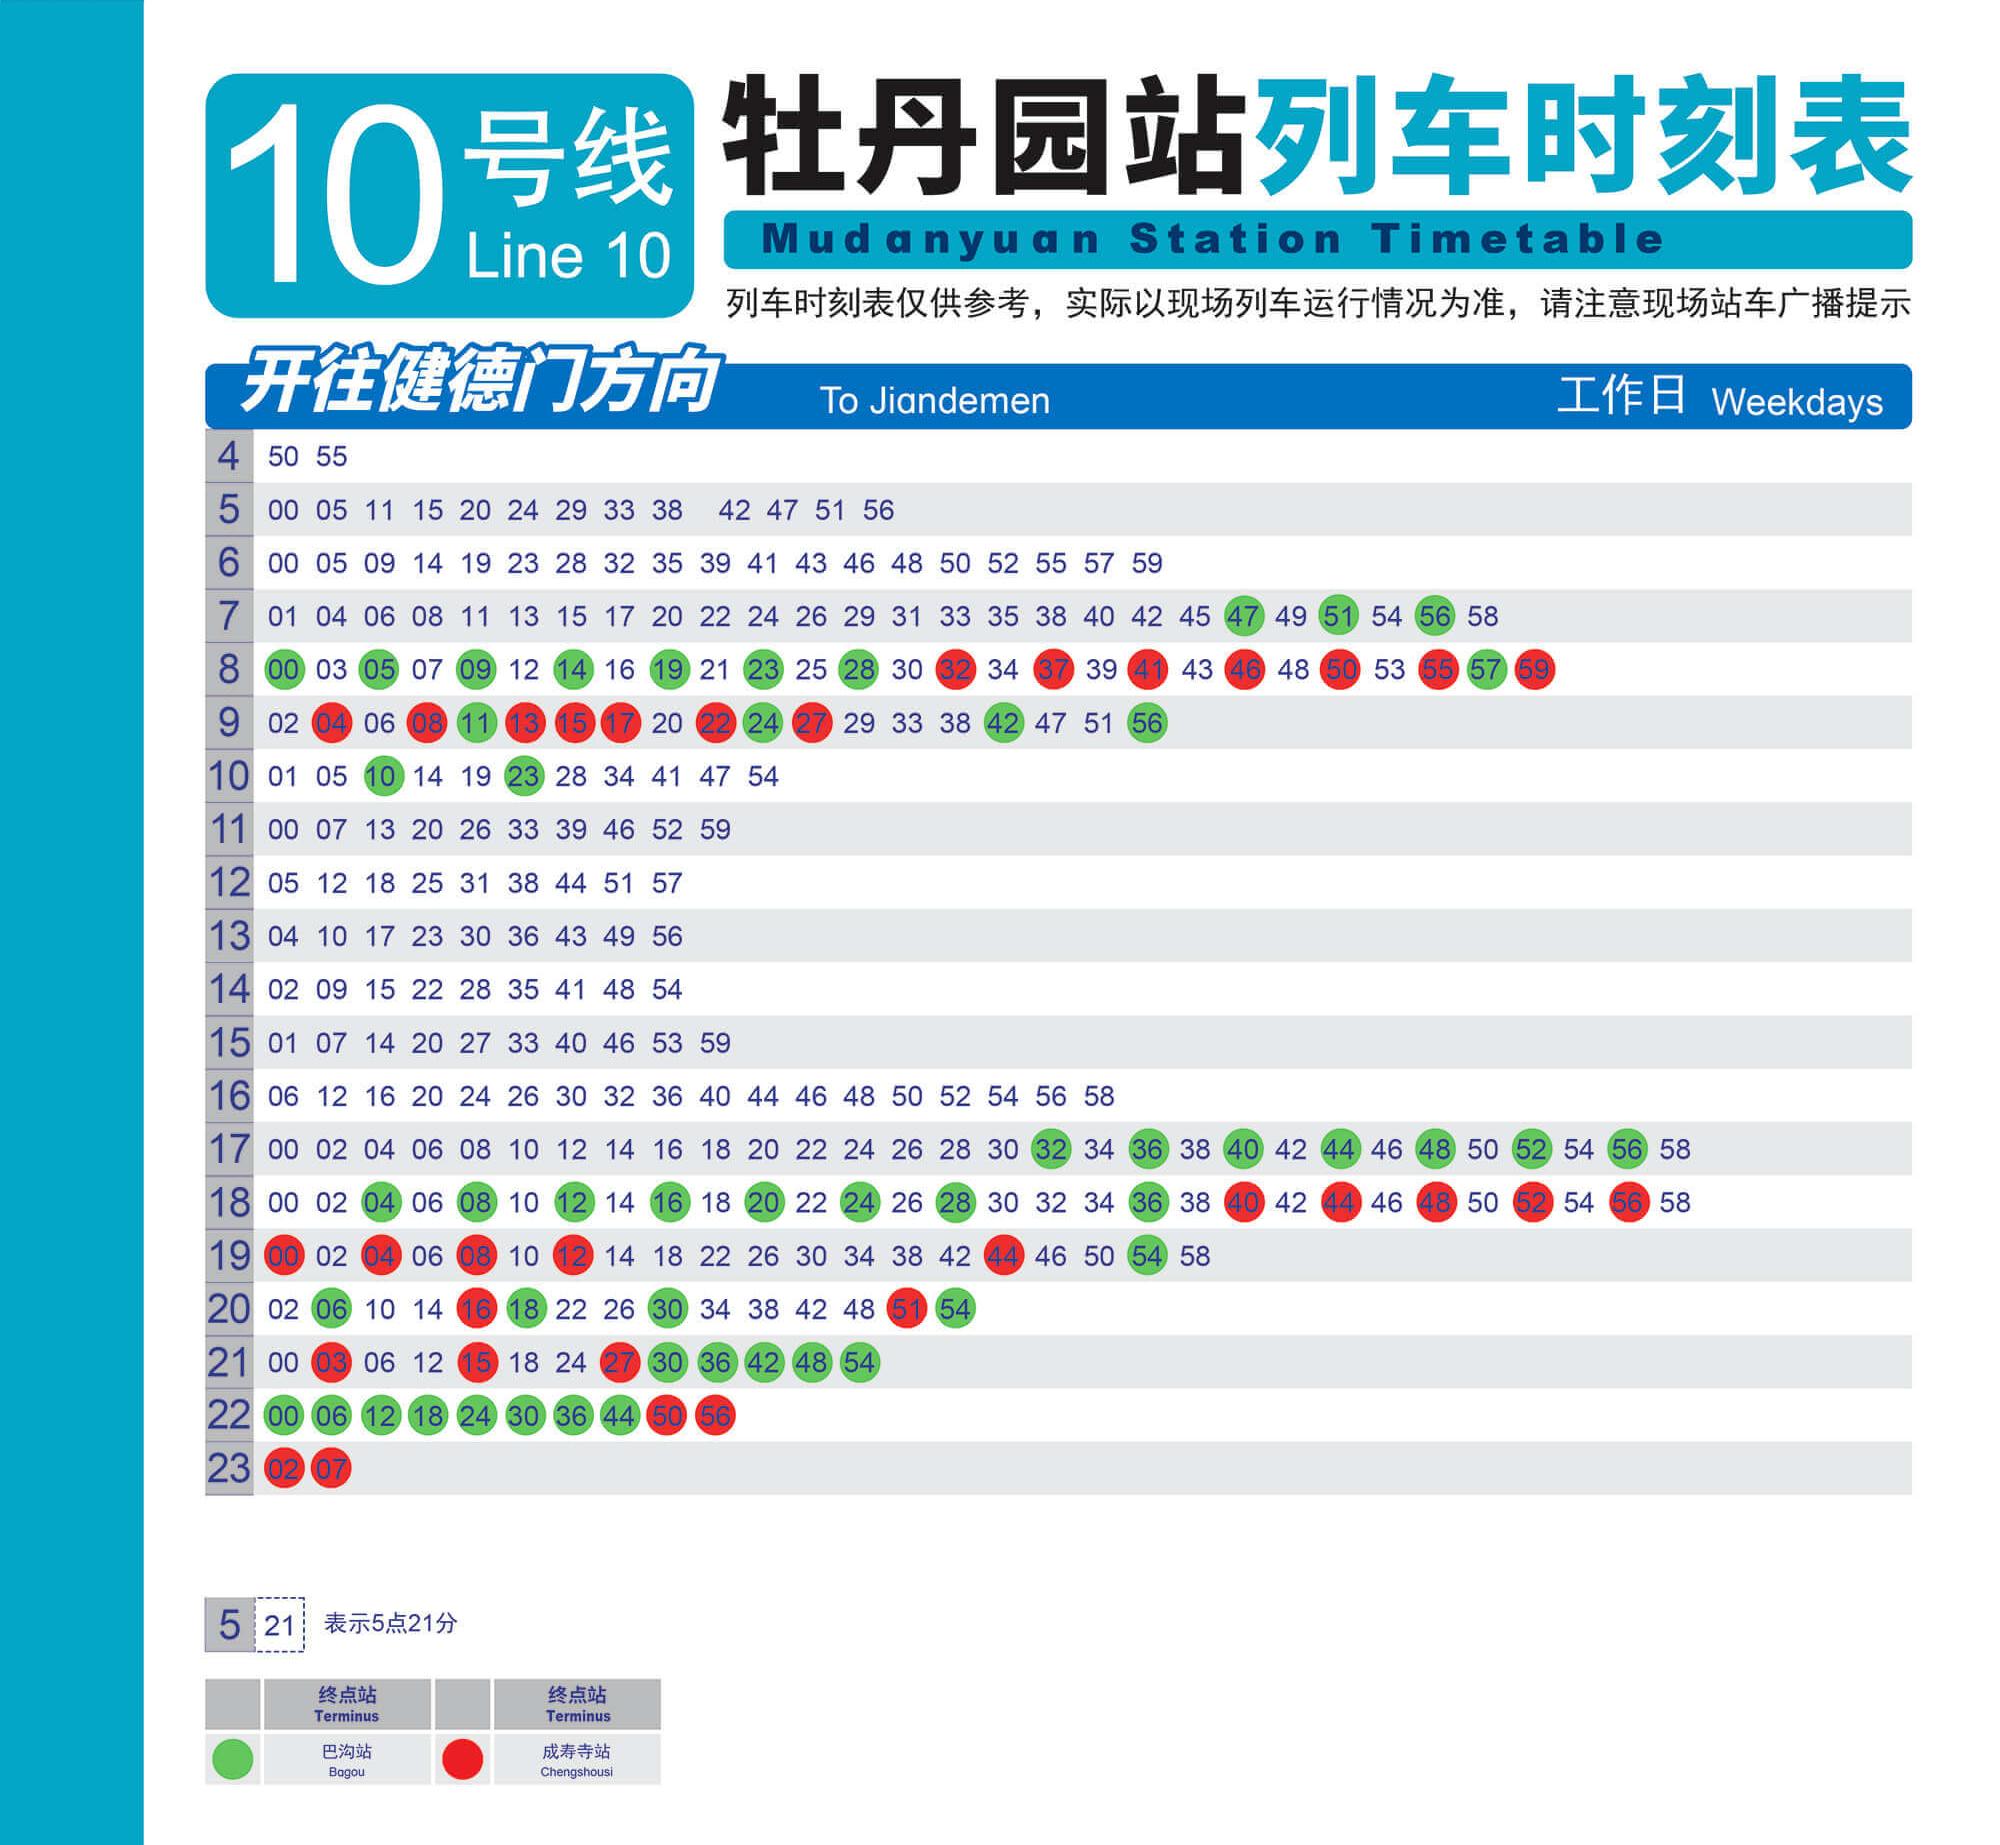 10号线
Line 10
牡丹园站列车时刻表
Mudanyuan Station Timetable
列车时刻表仅供参考，实际以现场列车运行情况为准，请注意现场站车广播提示
开往健德门方向 To Jiandemen 工作日 Weekdays
4 50 55
5 00 05 11 15 20 24 29 33 38 42 47 51 56
6 00 05 09 14 19 23 28 32 35 39 41 43 46 48 50 52 55 57 59
7 01 04 06 08 11 13 15 17 20 22 24 26 29 31 33 35 38 40 42 45 47 49 51 54 56 58
8 00 03 05 07 09 12 14 16 19 21 23 25 28 30 32 34 37 39 41 43 46 48 50 53 55 57 59
9 02 04 06 08 11 13 15 17 20 22 24 27 29 33 38 42 47 51 56
10 01 05 10 14 19 23 28 34 41 47 54
11 00 07 13 20 26 33 39 46 52 59
12 05 12 18 25 31 38 44 51 57
13 04 10 17 23 30 36 43 49 56
14 02 09 15 22 28 35 41 48 54
15 01 07 14 20 27 33 40 46 53 59
16 06 12 16 20 24 26 30 32 36 40 44 46 48 50 52 54 56 58
17 00 02 04 06 08 10 12 14 16 18 20 22 24 26 28 30 32 34 36 38 40 42 44 46 48 50 52 54 56 58
18 00 02 04 06 08 10 12 14 16 18 20 22 24 26 28 30 32 34 36 38 40 42 44 46 48 50 52 54 56 58
19 00 02 04 06 08 10 12 14 18 22 26 30 34 38 42 44 46 50 54 58
20 02 06 10 14 16 18 22 26 30 34 38 42 48 51 54
21 00 03 06 12 15 18 24 27 30 36 42 48 54
22 00 06 12 18 24 30 36 44 50 56
23 02 07
5 21 表示5点21分
终点站 终点站
Terminus Terminus
巴沟站 成寿寺站
Bagou Chengshousi